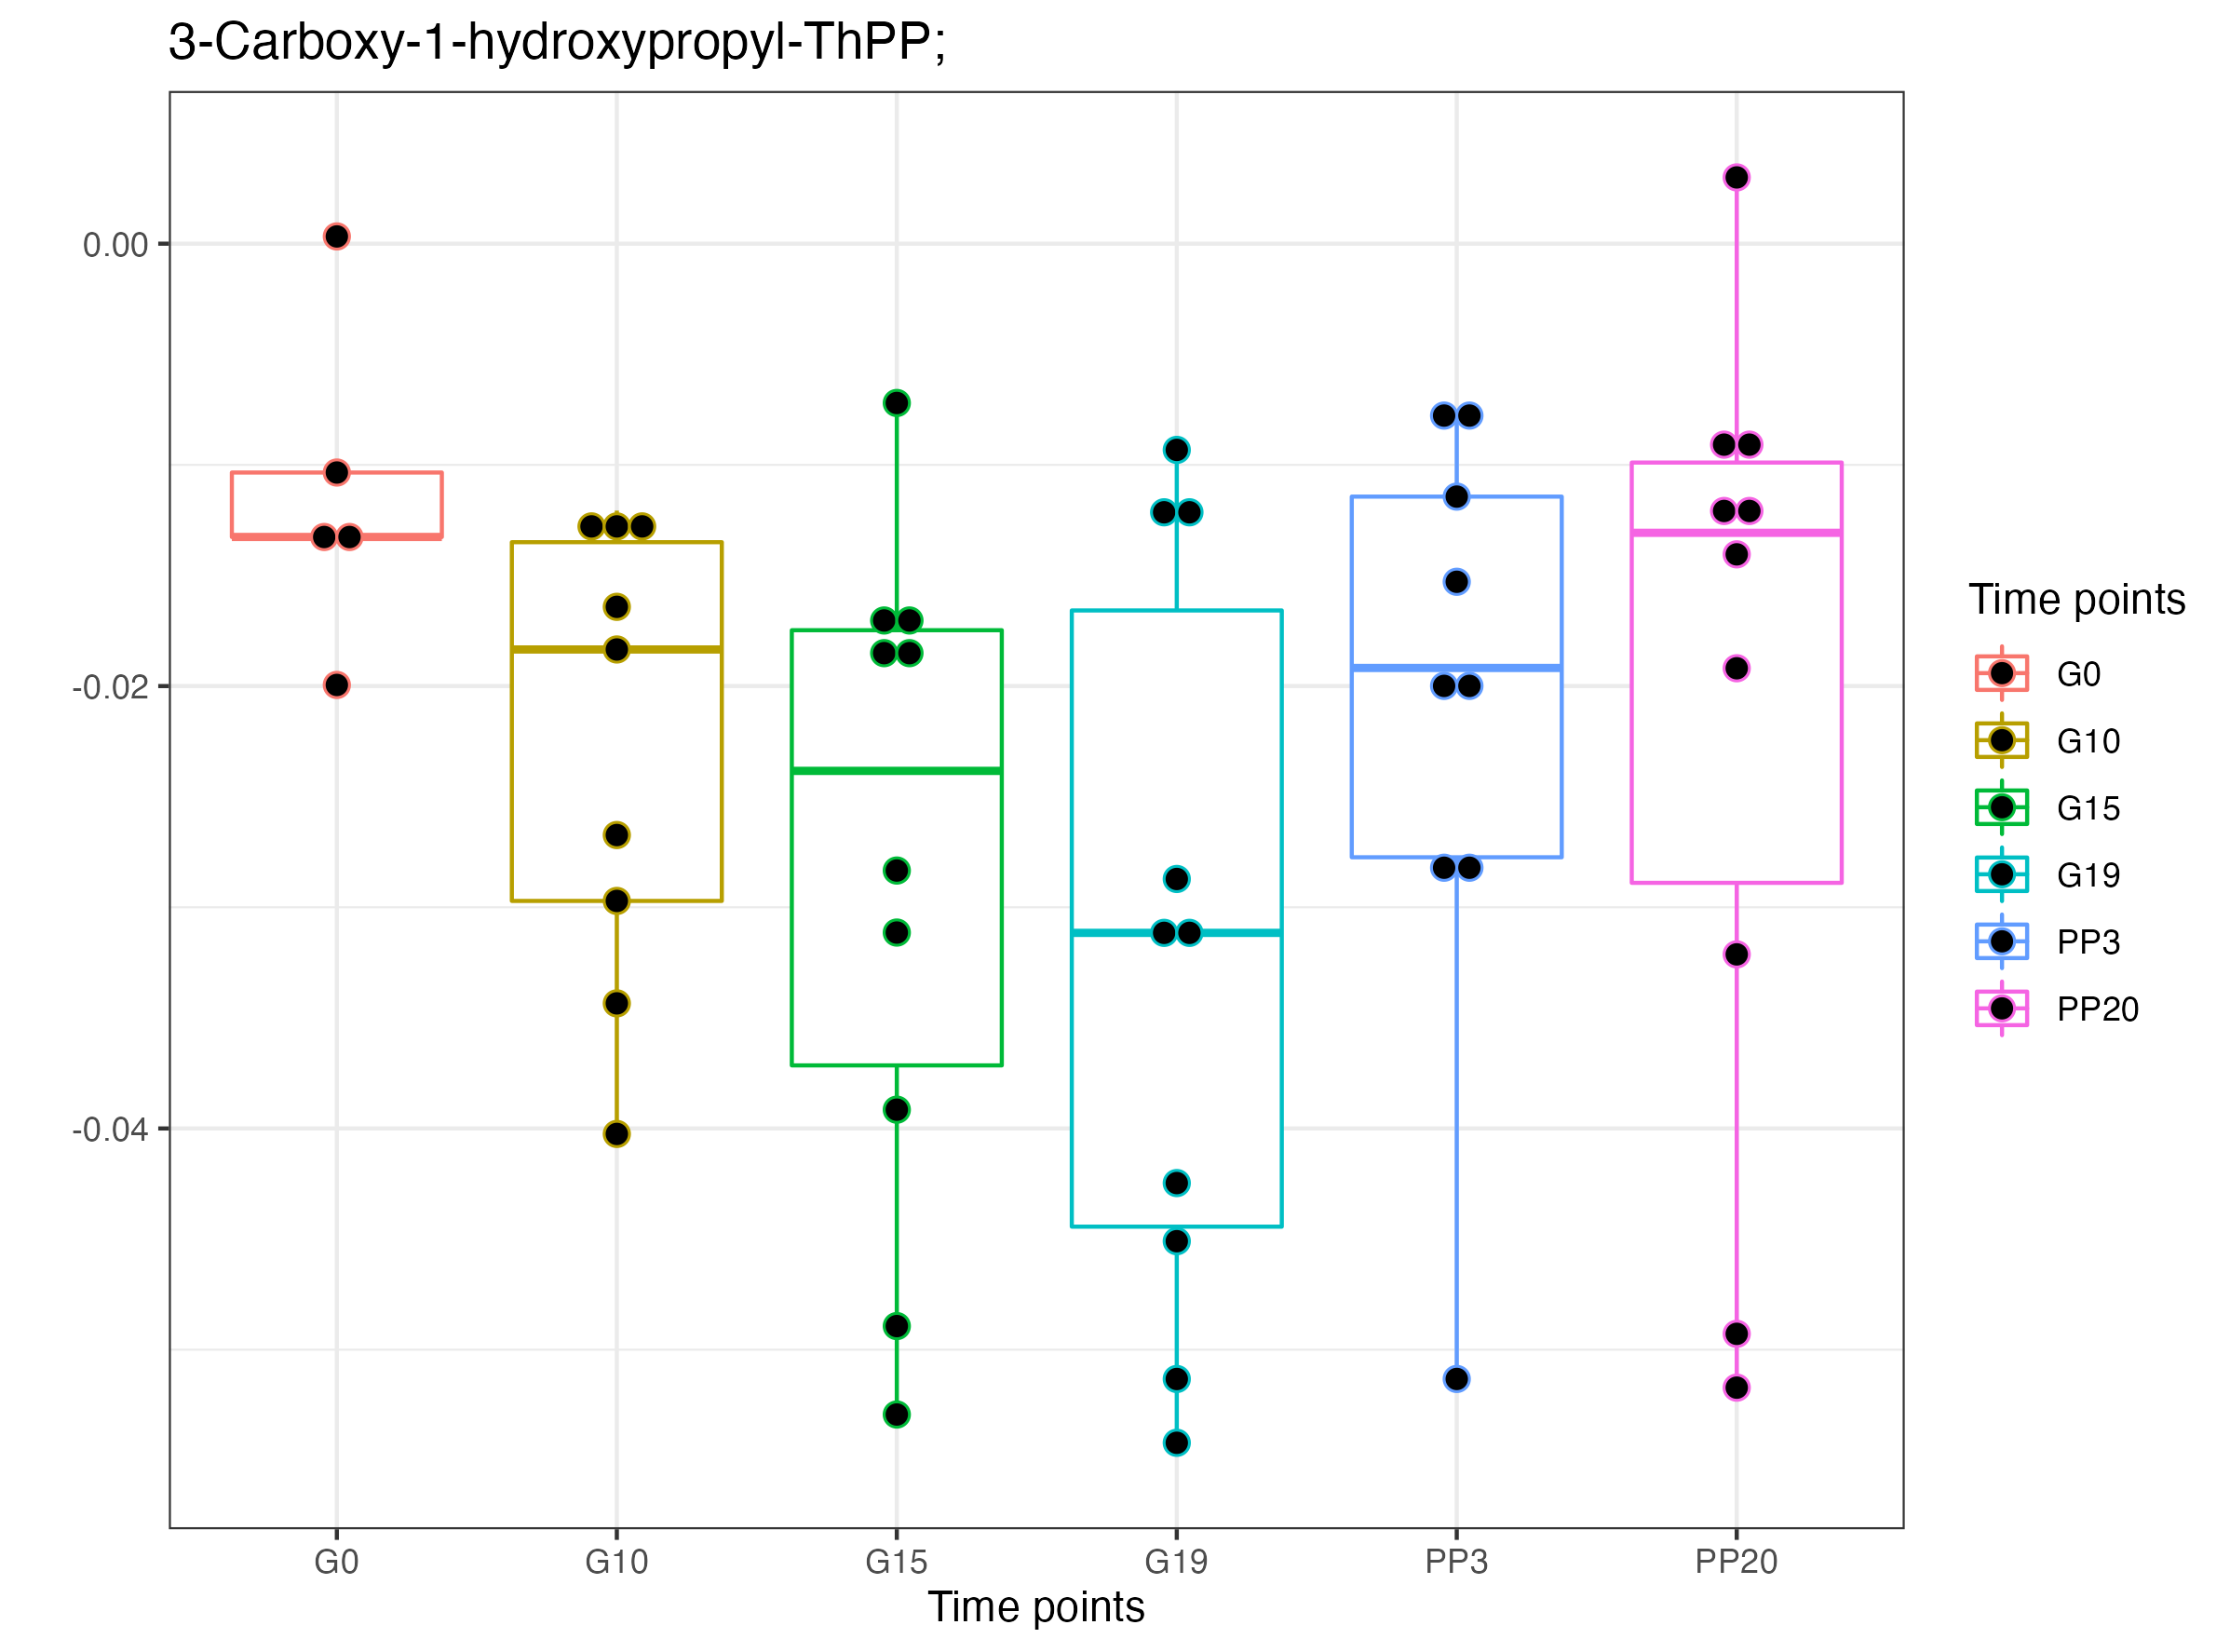 3-Carboxy-1-hydroxypropyl-ThPP;
0.00
-0.02
-0.04
G0
G10
G15
G19
PP3
PP20
Time points
Time points
G0
G10
G15
G19
PP3
PP20